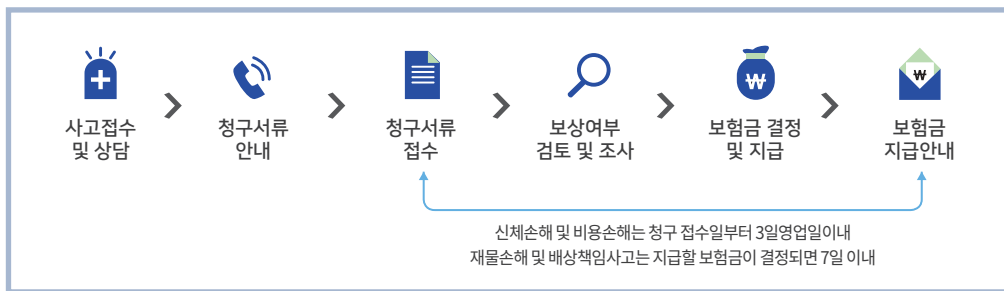 사고접수
및 상담
청구서류
안내
청구서류
접수
보상여부
검토 및 조사
보험금 결정
및 지급
보험금
지급안내
신체손해 및 비용손해는 청구 접수일부터 3일영업일이내
재물손해 및 배상책임사고는 지급할 보험금이 결정되면 7일 이내